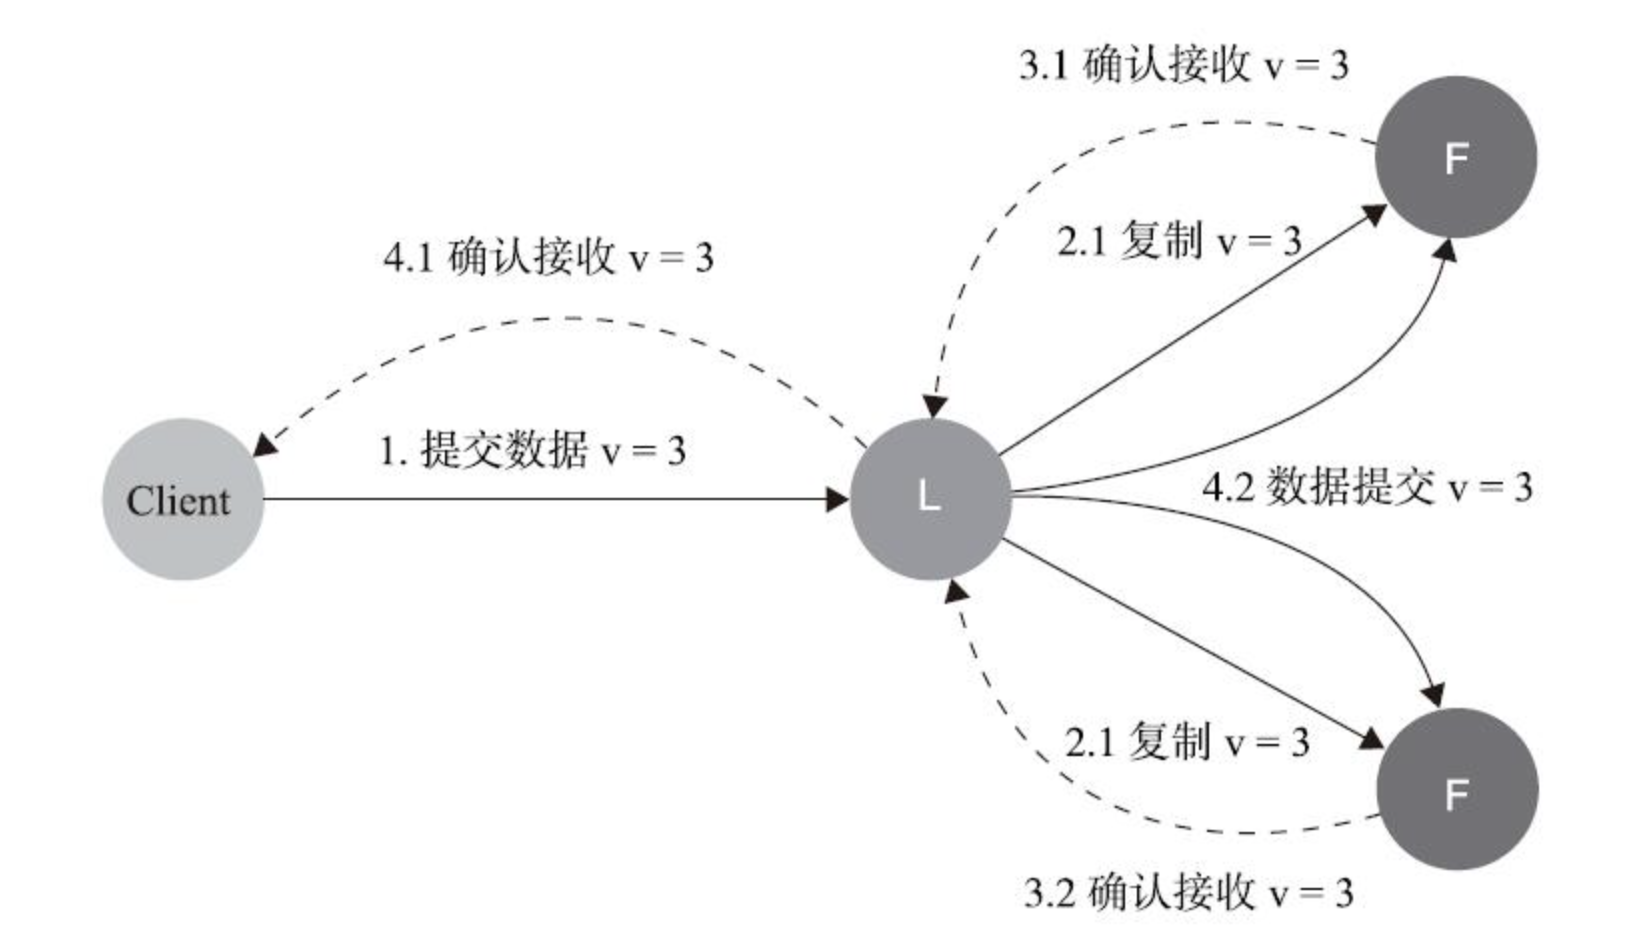 3.1 确认接收 v = 3
F
2.1 复制 v = 3
4.1 确认接收 v = 3
1. 提交数据 v = 3
Client
L
4.2 数据提交 v = 3
2.1 复制 v = 3
F
3.2 确认接收 v = 3